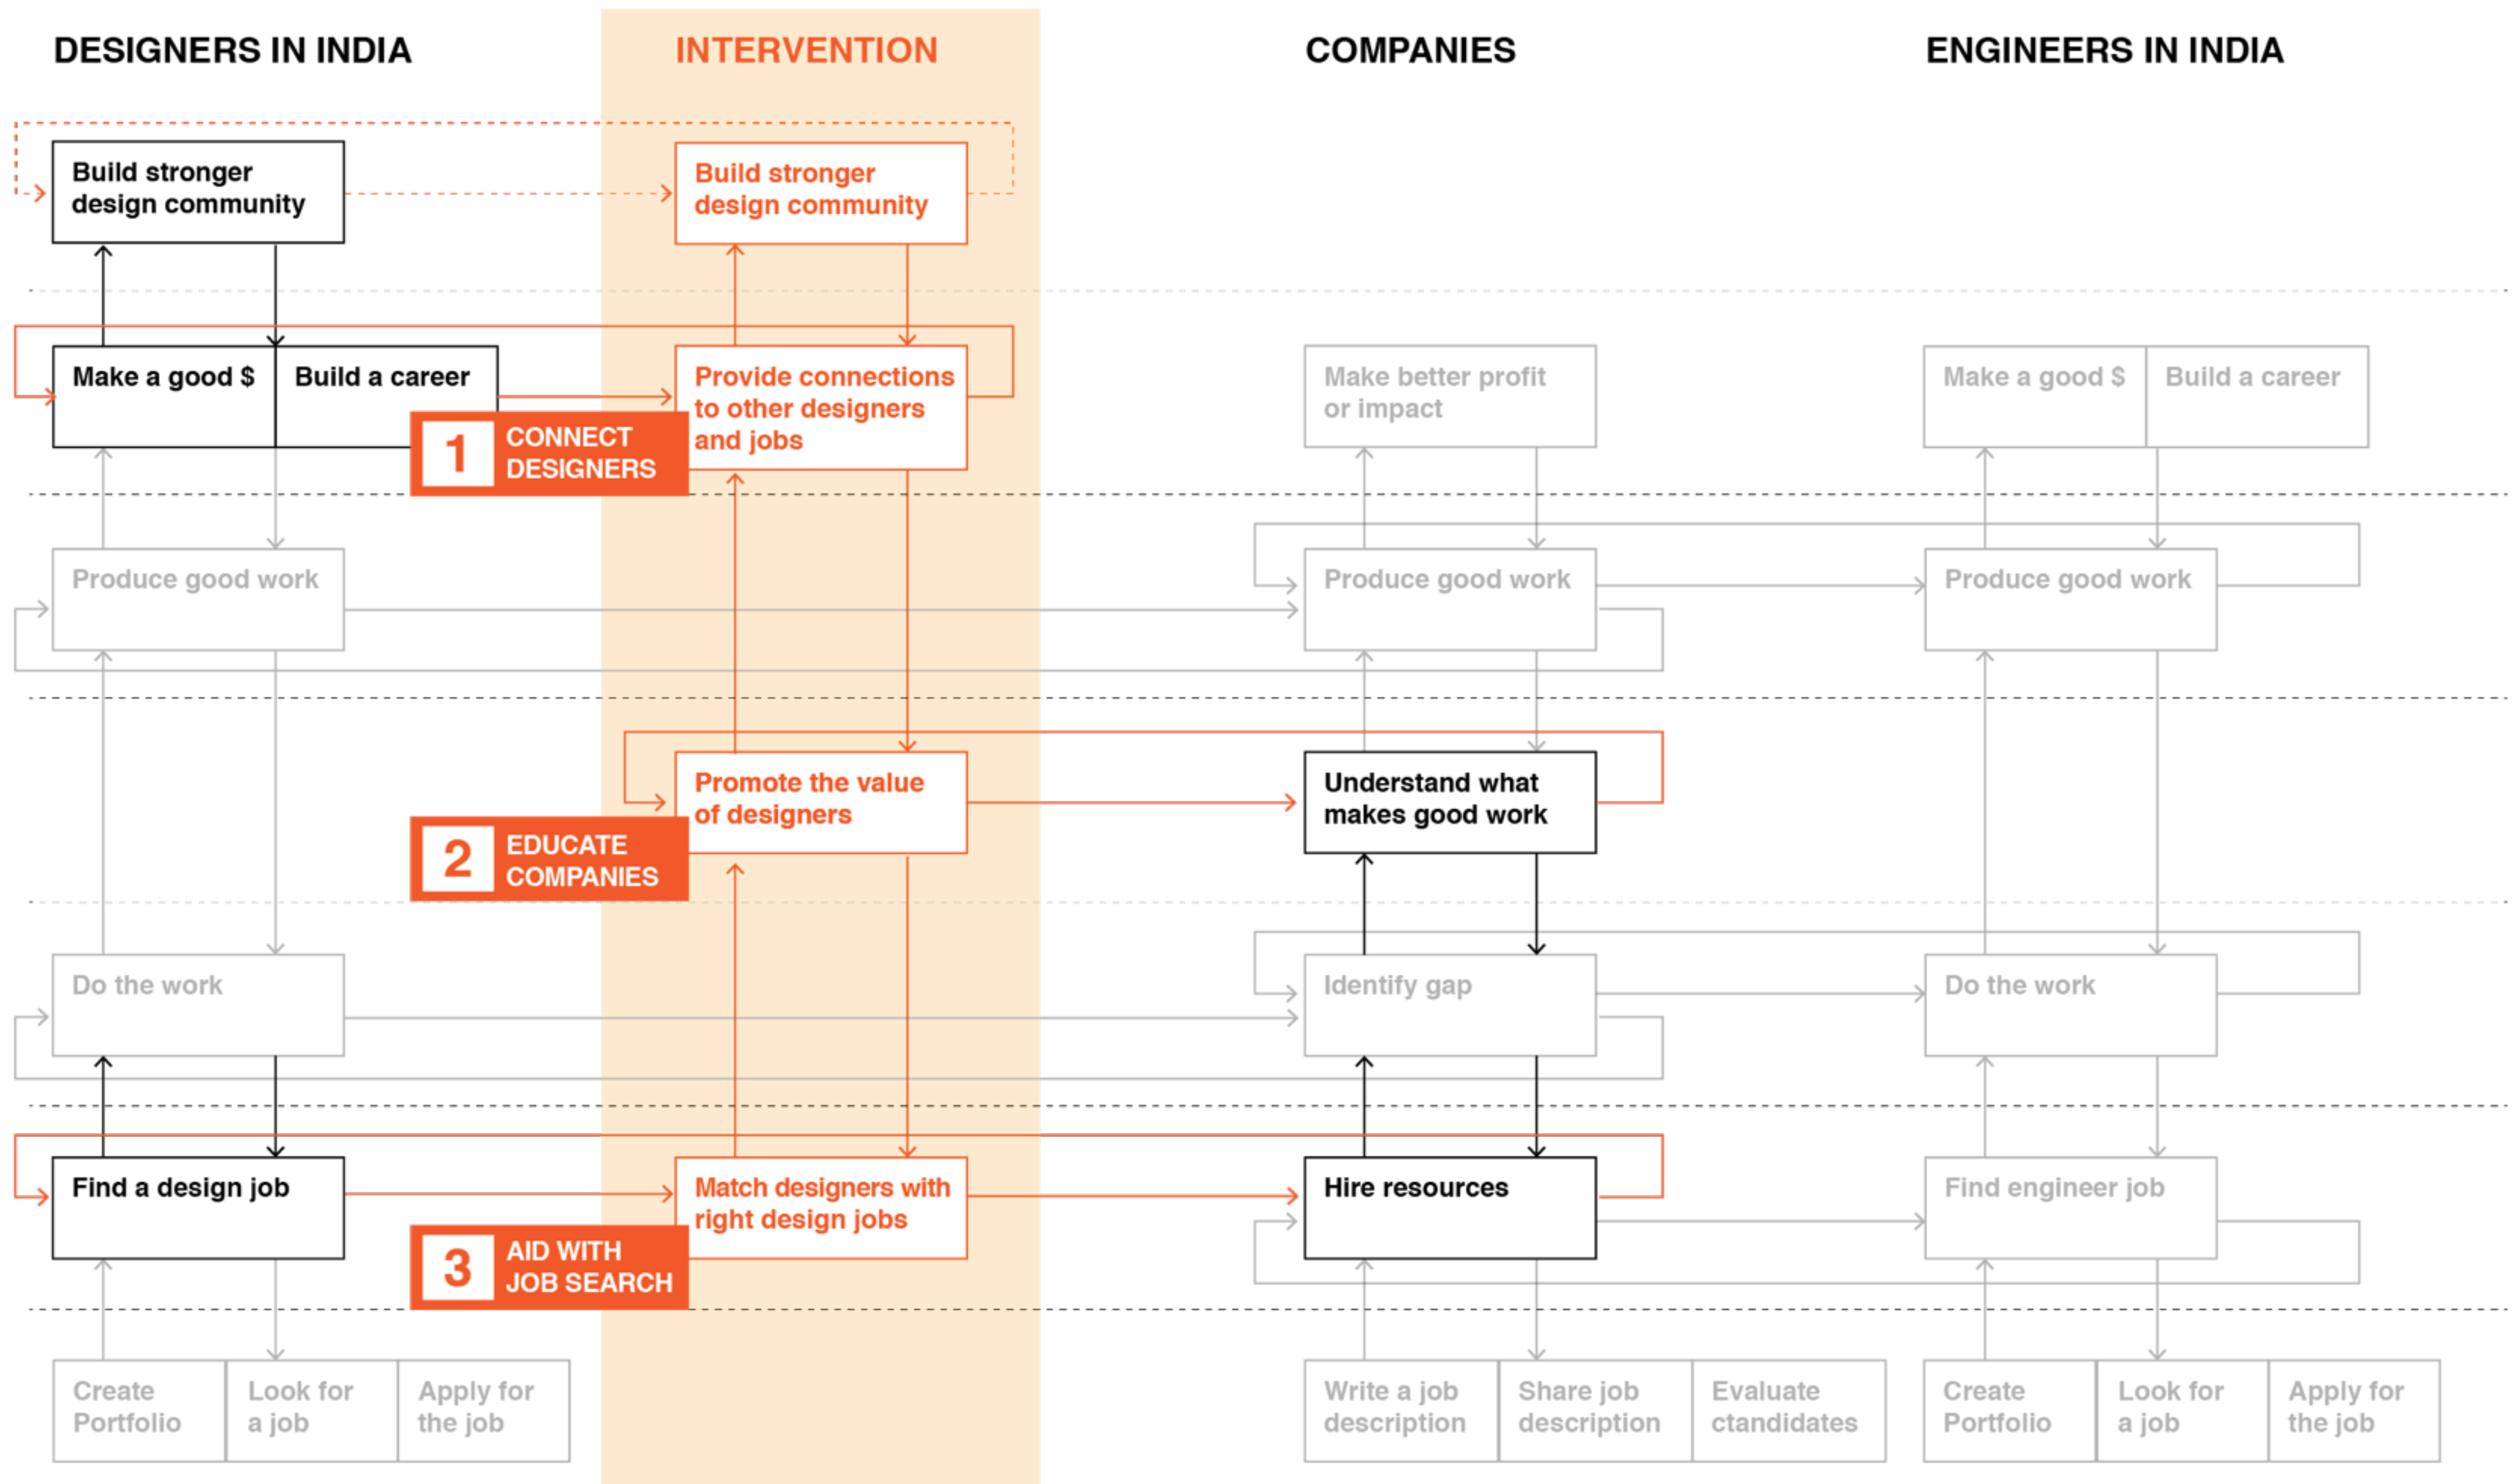 DESIGNERS IN INDIA
INTERVENTION
COMPANIES
ENGINEERS IN INDIA
Build stronger
design community
Build stronger
design community
Make a good $
Build a career
Provide connections
to other designers
and jobs
Make better profit
or impact
Make a good $
Build a career
1
CONNECT
DESIGNERS
Produce good work
Produce good work
Produce good work
Promote the value
of designers
Understand what
makes good work
2
EDUCATE
COMPANIES
Do the work
Identify gap
Do the work
Find a design job
Match designers with
right design jobs
Hire resources
Find engineer job
3
AID WITH
JOB SEARCH
Create
Portfolio
Look for
a job
Apply for
the job
Write a job
description
Share job
description
Evaluate
ctandidates
Create
Portfolio
Look for
a job
Apply for
the job